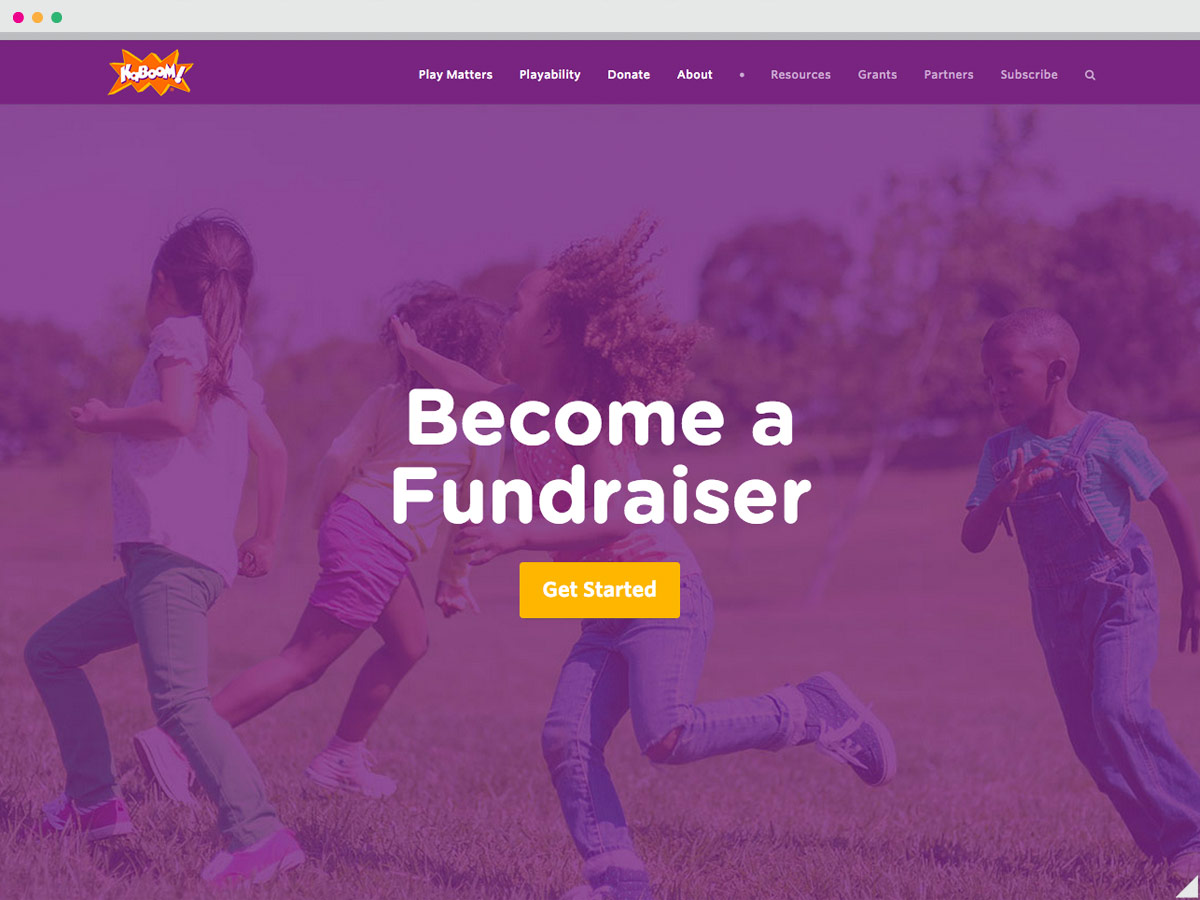 KaBOOM!
Play Matters Playability Donate About • Resources Grants Partners Subscribe
Become a
Fundraiser
Get Started